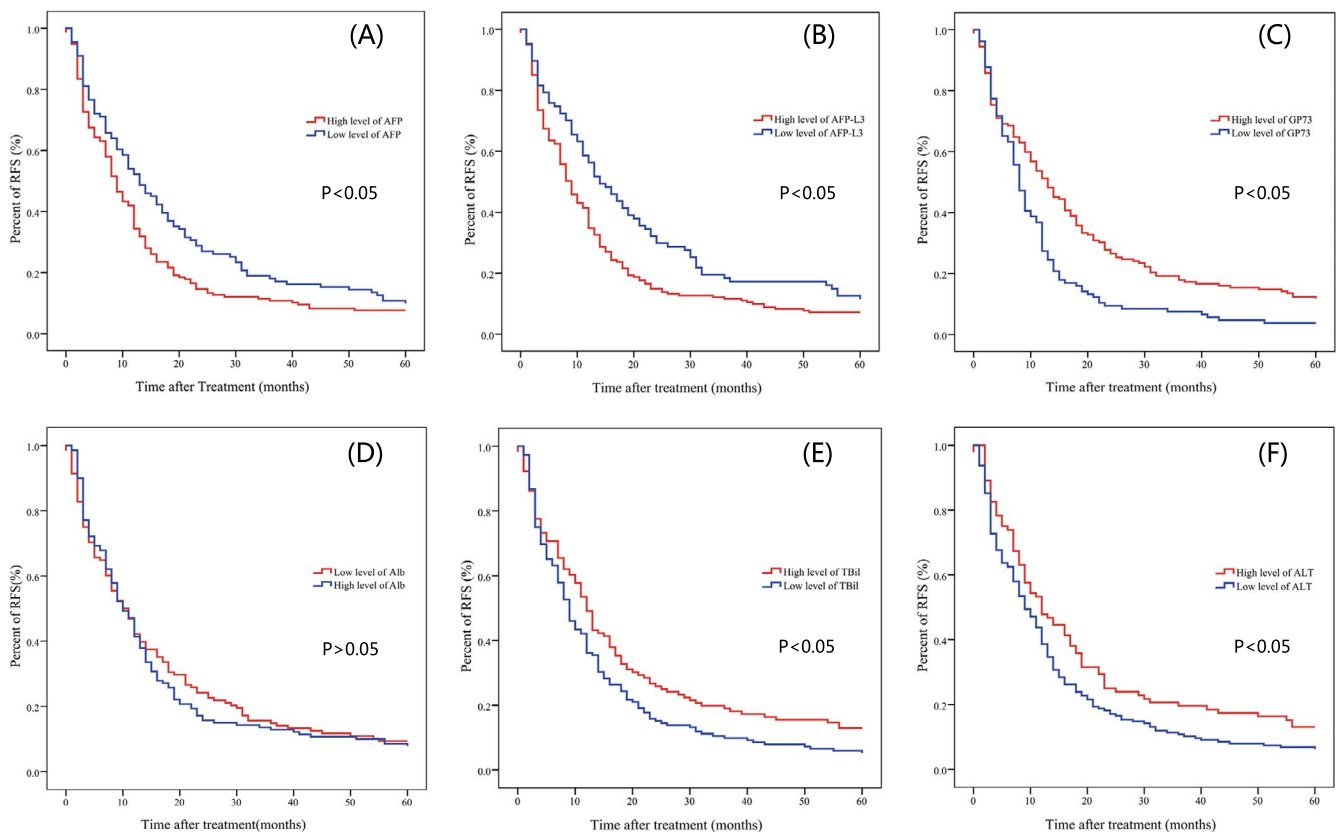 (A)
1.0
0.8
0.6
0.4
0.2
0.0
Percent of RFS (%)
High level of AFP
Low level of AFP
P<0.05
0 10 20 30 40 50 60
Time after Treatment (months)
(B)
1.0
0.8
0.6
0.4
0.2
0.0
Percent of RFS (%)
High level of AFP-L3
Low level of AFP-L3
P<0.05
0 10 20 30 40 50 60
Time after treatment (months)
(C)
1.0
0.8
0.6
0.4
0.2
0.0
Percent of RFS (%)
High level of GP73
Low level of GP73
P<0.05
0 10 20 30 40 50 60
Time after treatment (months)
(D)
1.0
0.8
0.6
0.4
0.2
0.0
Percent of RFS(%)
Low level of Alb
High level of Alb
P>0.05
0 10 20 30 40 50 60
Time after treatment(months)
(E)
1.0
0.8
0.6
0.4
0.2
0.0
Percent of RFS (%)
High level of TBil
Low level of TBil
P<0.05
0 10 20 30 40 50 60
Time after treatment (months)
(F)
1.0
0.8
0.6
0.4
0.2
0.0
Percent of RFS (%)
High level of ALT
Low level of ALT
P<0.05
0 10 20 30 40 50 60
Time after treatment (months)